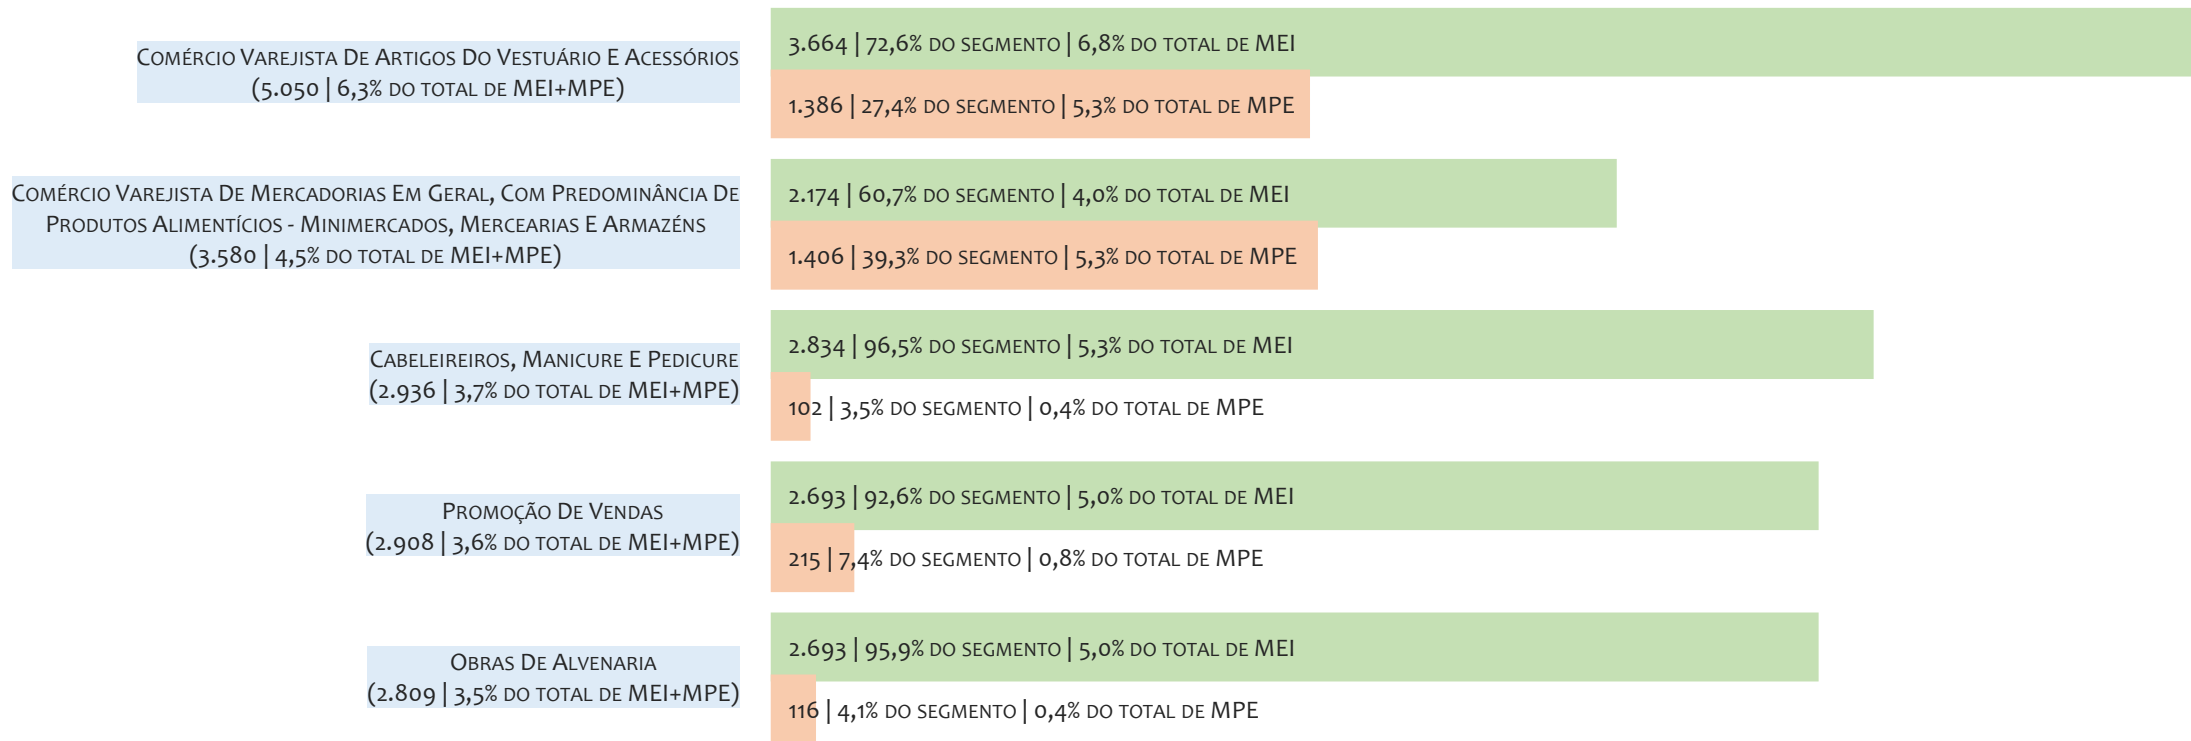 Comércio Varejista De Artigos Do Vestuário E Acessórios
(5.050 | 6,3% do total de MEI+MPE)
3.664 | 72,6% do segmento | 6,8% do total de MEI
1.386 | 27,4% do segmento | 5,3% do total de MPE
Comércio Varejista De Mercadorias Em Geral, Com Predominância De
Produtos Alimentícios - Minimercados, Mercearias E Armazéns
(3.580 | 4,5% do total de MEI+MPE)
2.174 | 60,7% do segmento | 4,0% do total de MEI
1.406 | 39,3% do segmento | 5,3% do total de MPE
Cabeleireiros, Manicure E Pedicure
(2.936 | 3,7% do total de MEI+MPE)
2.834 | 96,5% do segmento | 5,3% do total de MEI
102 | 3,5% do segmento | 0,4% do total de MPE
Promoção De Vendas
(2.908 | 3,6% do total de MEI+MPE)
2.693 | 92,6% do segmento | 5,0% do total de MEI
215 | 7,4% do segmento | 0,8% do total de MPE
Obras De Alvenaria
(2.809 | 3,5% do total de MEI+MPE)
2.693 | 95,9% do segmento | 5,0% do total de MEI
116 | 4,1% do segmento | 0,4% do total de MPE